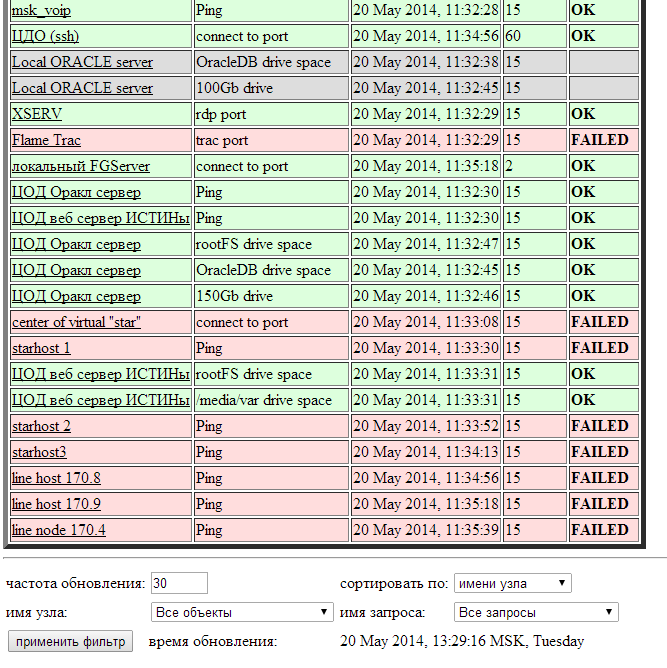 msk_voip Ping 20 May 2014, 11:32:28 15 OK
ЦДО (ssh) connect to port 20 May 2014, 11:34:56 60 OK
Local ORACLE server OracleDB drive space 20 May 2014, 11:32:38 15
Local ORACLE server 100Gb drive 20 May 2014, 11:32:45 15
XSERV rdp port 20 May 2014, 11:32:29 15 OK
Flame Trac trac port 20 May 2014, 11:32:29 15 FAILED
локальный FGServer connect to port 20 May 2014, 11:35:18 2 OK
ЦОД Оракл сервер Ping 20 May 2014, 11:32:30 15 OK
ЦОД веб сервер ИСТИНы Ping 20 May 2014, 11:32:30 15 OK
ЦОД Оракл сервер rootFS drive space 20 May 2014, 11:32:47 15 OK
ЦОД Оракл сервер OracleDB drive space 20 May 2014, 11:32:45 15 OK
ЦОД Оракл сервер 150Gb drive 20 May 2014, 11:32:46 15 OK
center of virtual "star" connect to port 20 May 2014, 11:33:08 15 FAILED
starhost 1 Ping 20 May 2014, 11:33:30 15 FAILED
ЦОД веб сервер ИСТИНы rootFS drive space 20 May 2014, 11:33:31 15 OK
ЦОД веб сервер ИСТИНы /media/var drive space 20 May 2014, 11:33:31 15 OK
starhost 2 Ping 20 May 2014, 11:33:52 15 FAILED
starhost3 Ping 20 May 2014, 11:34:13 15 FAILED
line host 170.8 Ping 20 May 2014, 11:34:56 15 FAILED
line host 170.9 Ping 20 May 2014, 11:35:18 15 FAILED
line node 170.4 Ping 20 May 2014, 11:35:39 15 FAILED
частота обновления: 30 сортировать по: имени узла
имя узла: Все объекты имя запроса: Все запросы
применить фильтр время обновления: 20 May 2014, 13:29:16 MSK, Tuesday